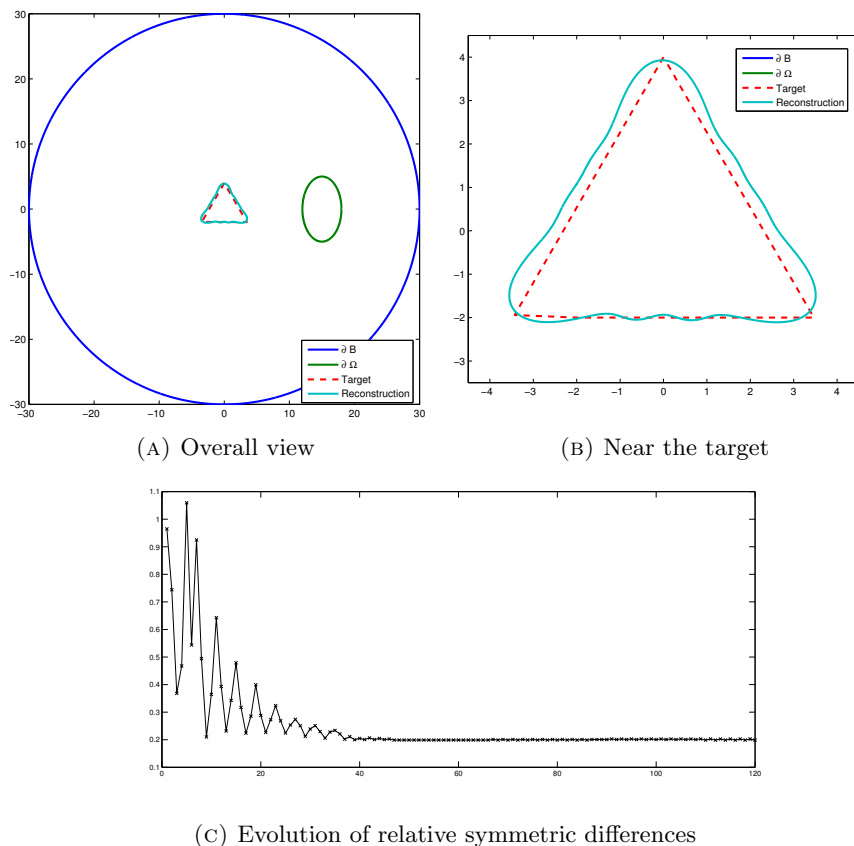 30
20
10
0
−10
−20
−30
−30 −20 −10 0 10 20 30
∂ B
∂ Ω
Target
Reconstruction
(A) Overall view
4
3
2
1
0
−1
−2
−3
−4 −3 −2 −1 0 1 2 3 4
∂ B
∂ Ω
Target
Reconstruction
(B) Near the target
1.1
1
0.9
0.8
0.7
0.6
0.5
0.4
0.3
0.2
0.1
0 20 40 60 80 100 120
(C) Evolution of relative symmetric differences